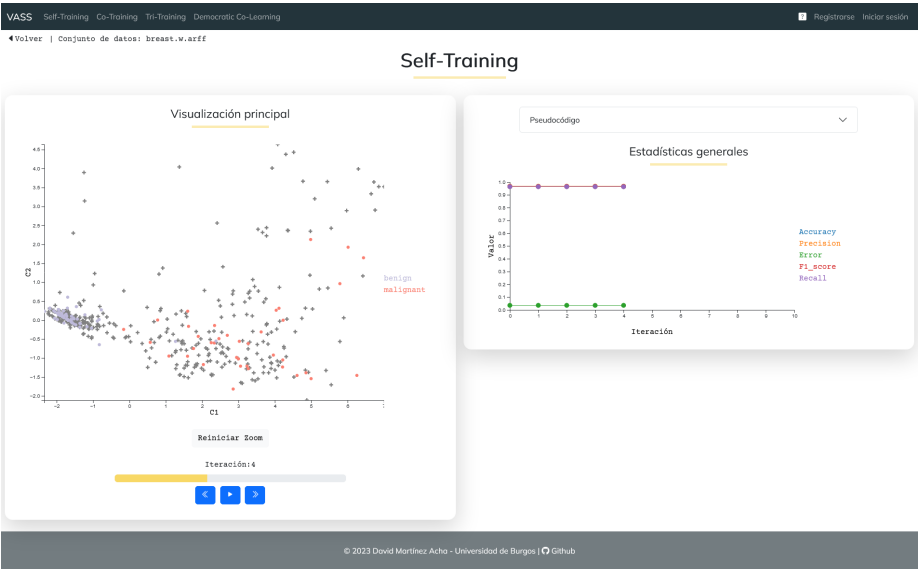 VASS Self-Training Co-Training Tri-Training Democratic Co-Learning ? Registrarse Iniciar sesión
Volver | Conjunto de datos: breast.w.arff
Self-Training
Visualización principal
4.5
4.0
3.5
3.0
2.5
2.0
1.5
1.0
0.5
0.0
−0.5
−1.0
−1.5
−2.0
C2
−2 −1 0 1 2 3 4 5 6 7
C1
benign
malignant
Reiniciar Zoom
Iteración:4
Pseudocódigo
Estadísticas generales
1.0
0.9
0.8
0.7
0.6
0.5
0.4
0.3
0.2
0.1
Valor
0 1 2 3 4 5 6 7 8 9 10
Iteración
Accuracy
Precision
Error
F1_score
Recall
© 2023 David Martínez Acha - Universidad de Burgos | Github